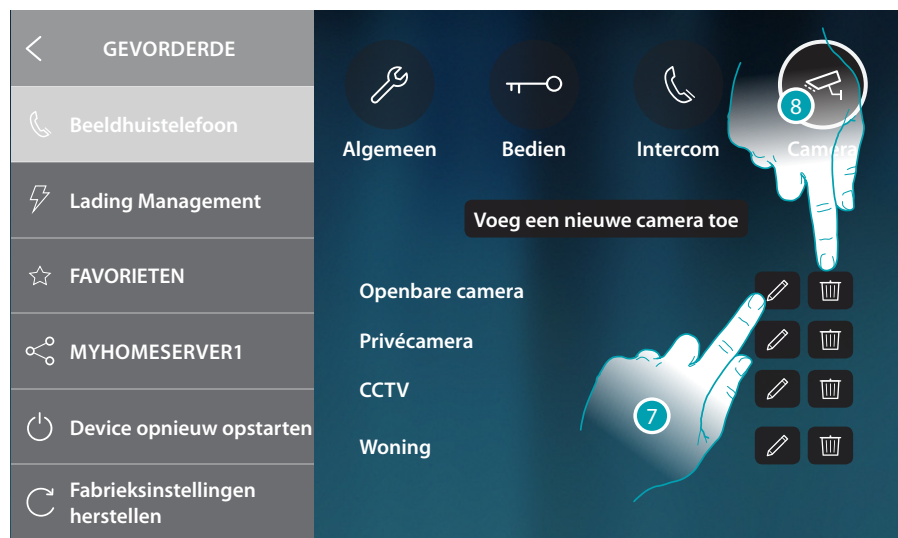 GEVORDERDE
Beeldhuistelefoon
Lading Management
FAVORIETEN
MYHOMESERVER1
Device opnieuw opstarten
Fabrieksinstellingen
herstellen
Algemeen
Bedien
Intercom
Camera
8
Voeg een nieuwe camera toe
Openbare camera
Privécamera
CCTV
7
Woning